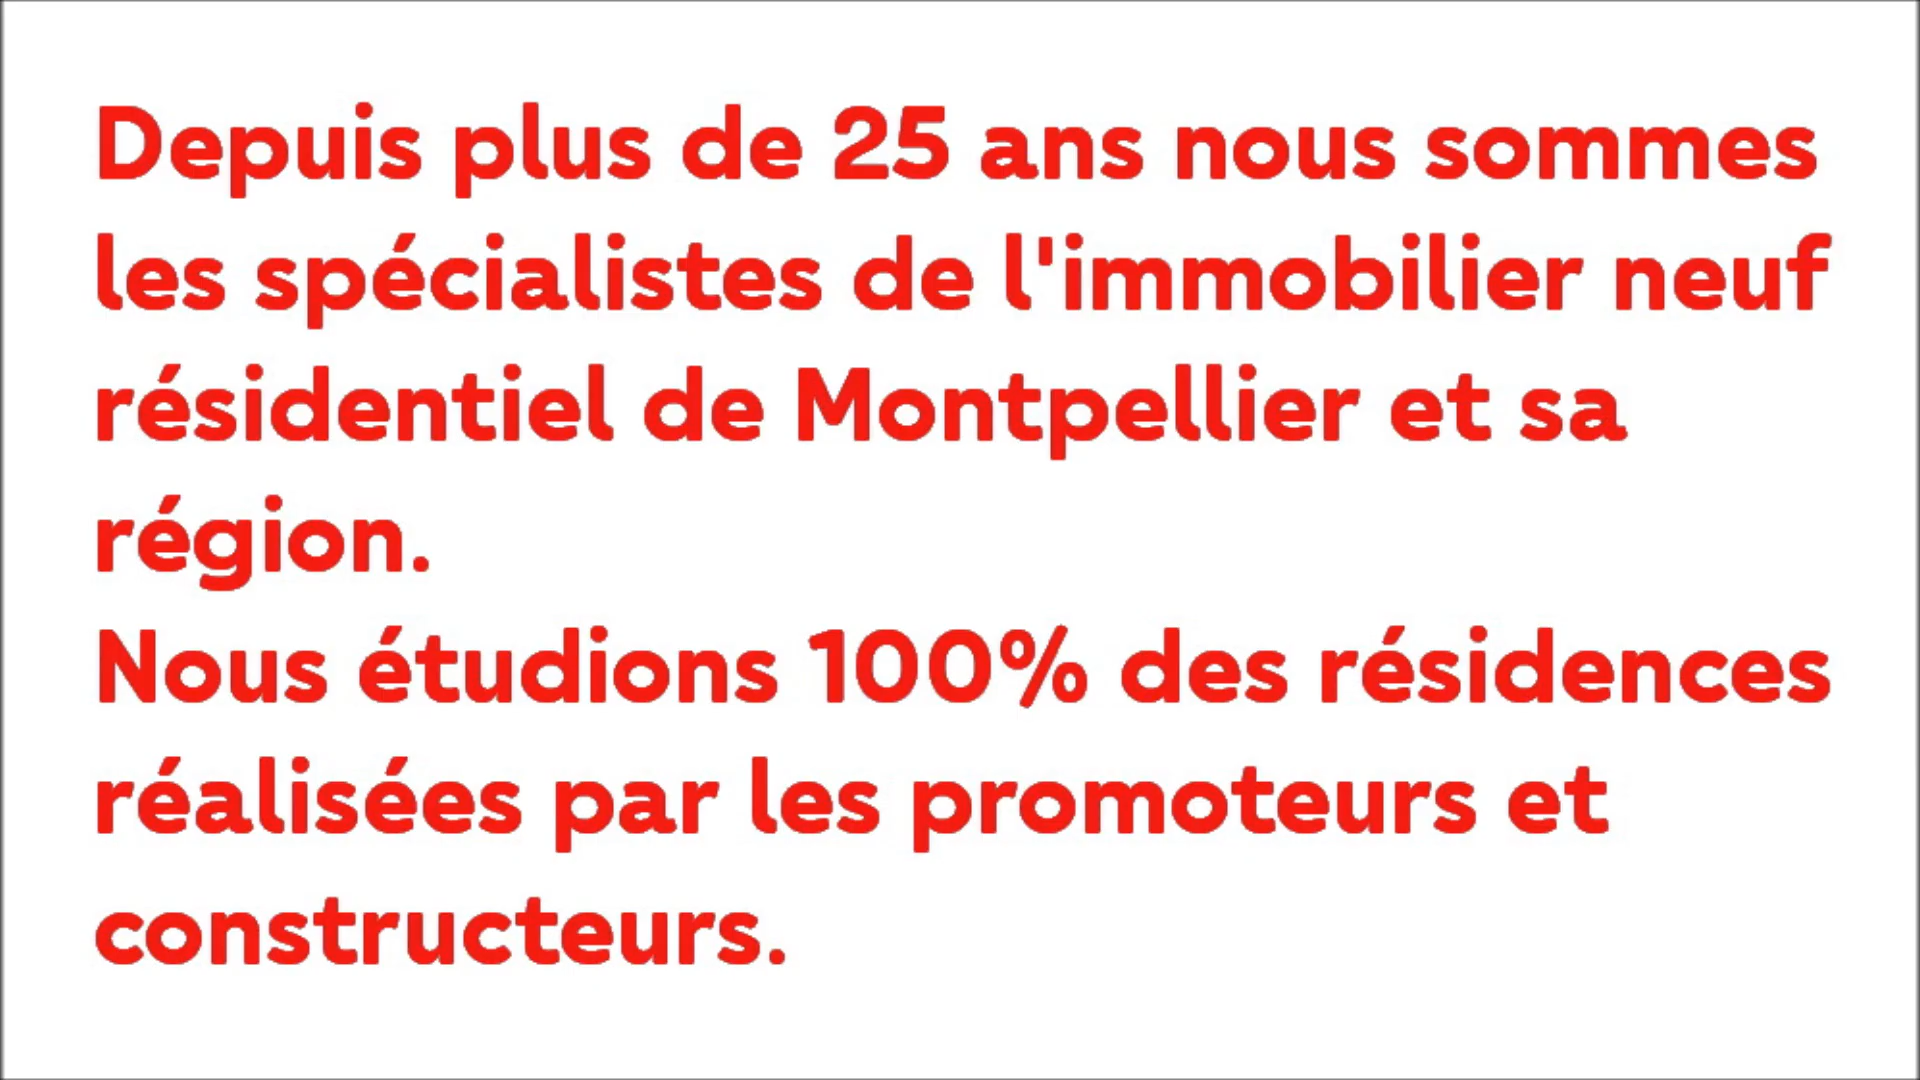 Depuis plus de 25 ans nous sommes
les spécialistes de l'immobilier neuf
résidentiel de Montpellier et sa
région.
Nous étudions 100% des résidences
réalisées par les promoteurs et
constructeurs.